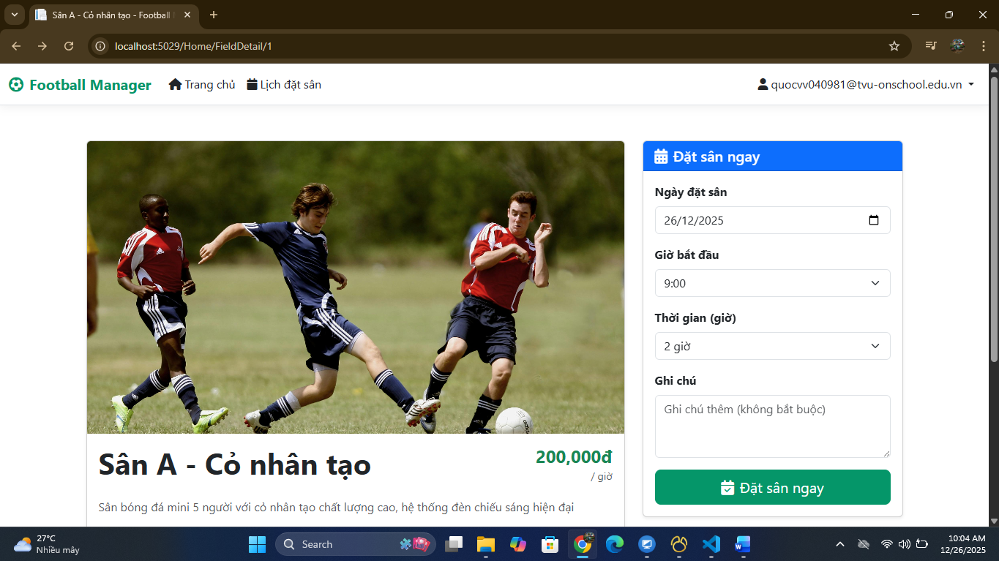 Sân A - Cỏ nhân tạo - Football
localhost:5029/Home/FieldDetail/1
Football Manager
Trang chủ
Lịch đặt sân
quocvv040981@tvu-onschool.edu.vn
Đặt sân ngay
Ngày đặt sân
26/12/2025
Giờ bắt đầu
9:00
Thời gian (giờ)
2 giờ
Ghi chú
Ghi chú thêm (không bắt buộc)
Đặt sân ngay
adidas
Sân A - Cỏ nhân tạo
200,000đ
/ giờ
Sân bóng đá mini 5 người với cỏ nhân tạo chất lượng cao, hệ thống đèn chiếu sáng hiện đại
27°C
Nhiều mây
Search
10:04 AM
12/26/2025